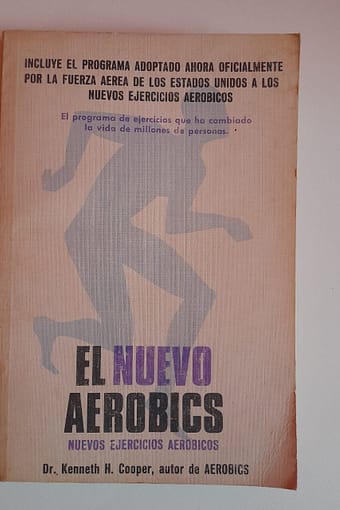 INCLUYE EL PROGRAMA ADOPTADO AHORA OFICIALMENTE
POR LA FUERZA AEREA DE LOS ESTADOS UNIDOS A LOS
NUEVOS EJERCICIOS AEROBICOS
El programa de ejercicios que ha cambiado
la vida de millones de personas.
EL NUEVO
AEROBICS
NUEVOS EJERCICIOS AEROBICOS
Dr. Kenneth H. Cooper, autor de AEROBICS